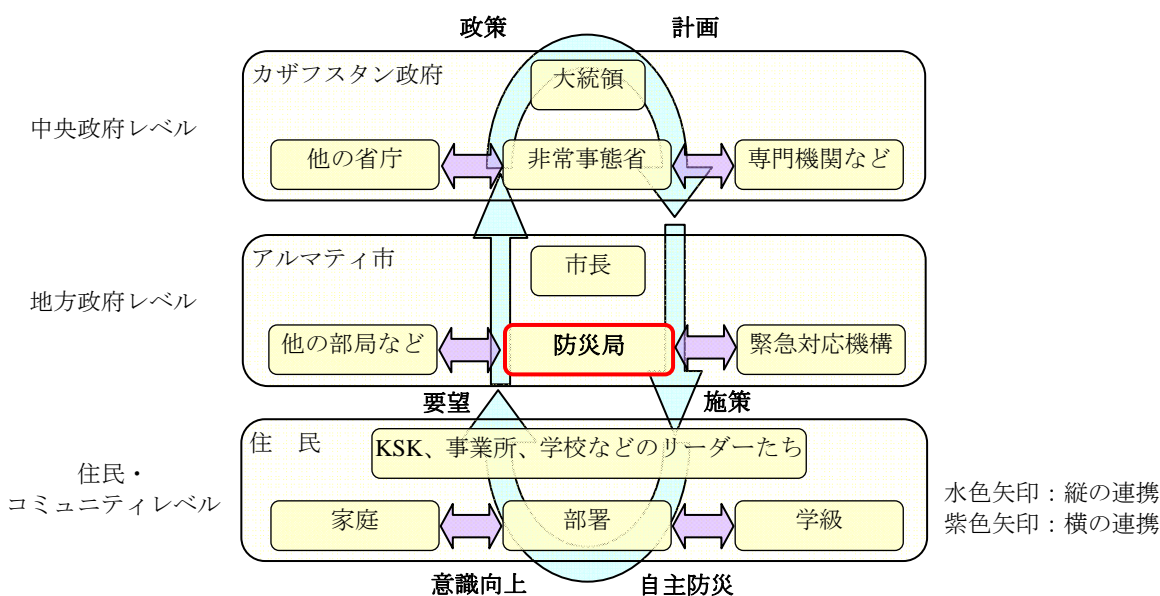 政策
計画
カザフスタン政府
大統領
中央政府レベル
他の省庁
非常事態省
専門機関など
アルマティ市
市長
地方政府レベル
他の部局など
防災局
緊急対応機構
要望
施策
住　民
KSK、事業所、学校などのリーダーたち
住民・
コミュニティレベル
家庭
部署
学級
水色矢印：縦の連携
紫色矢印：横の連携
意識向上
自主防災